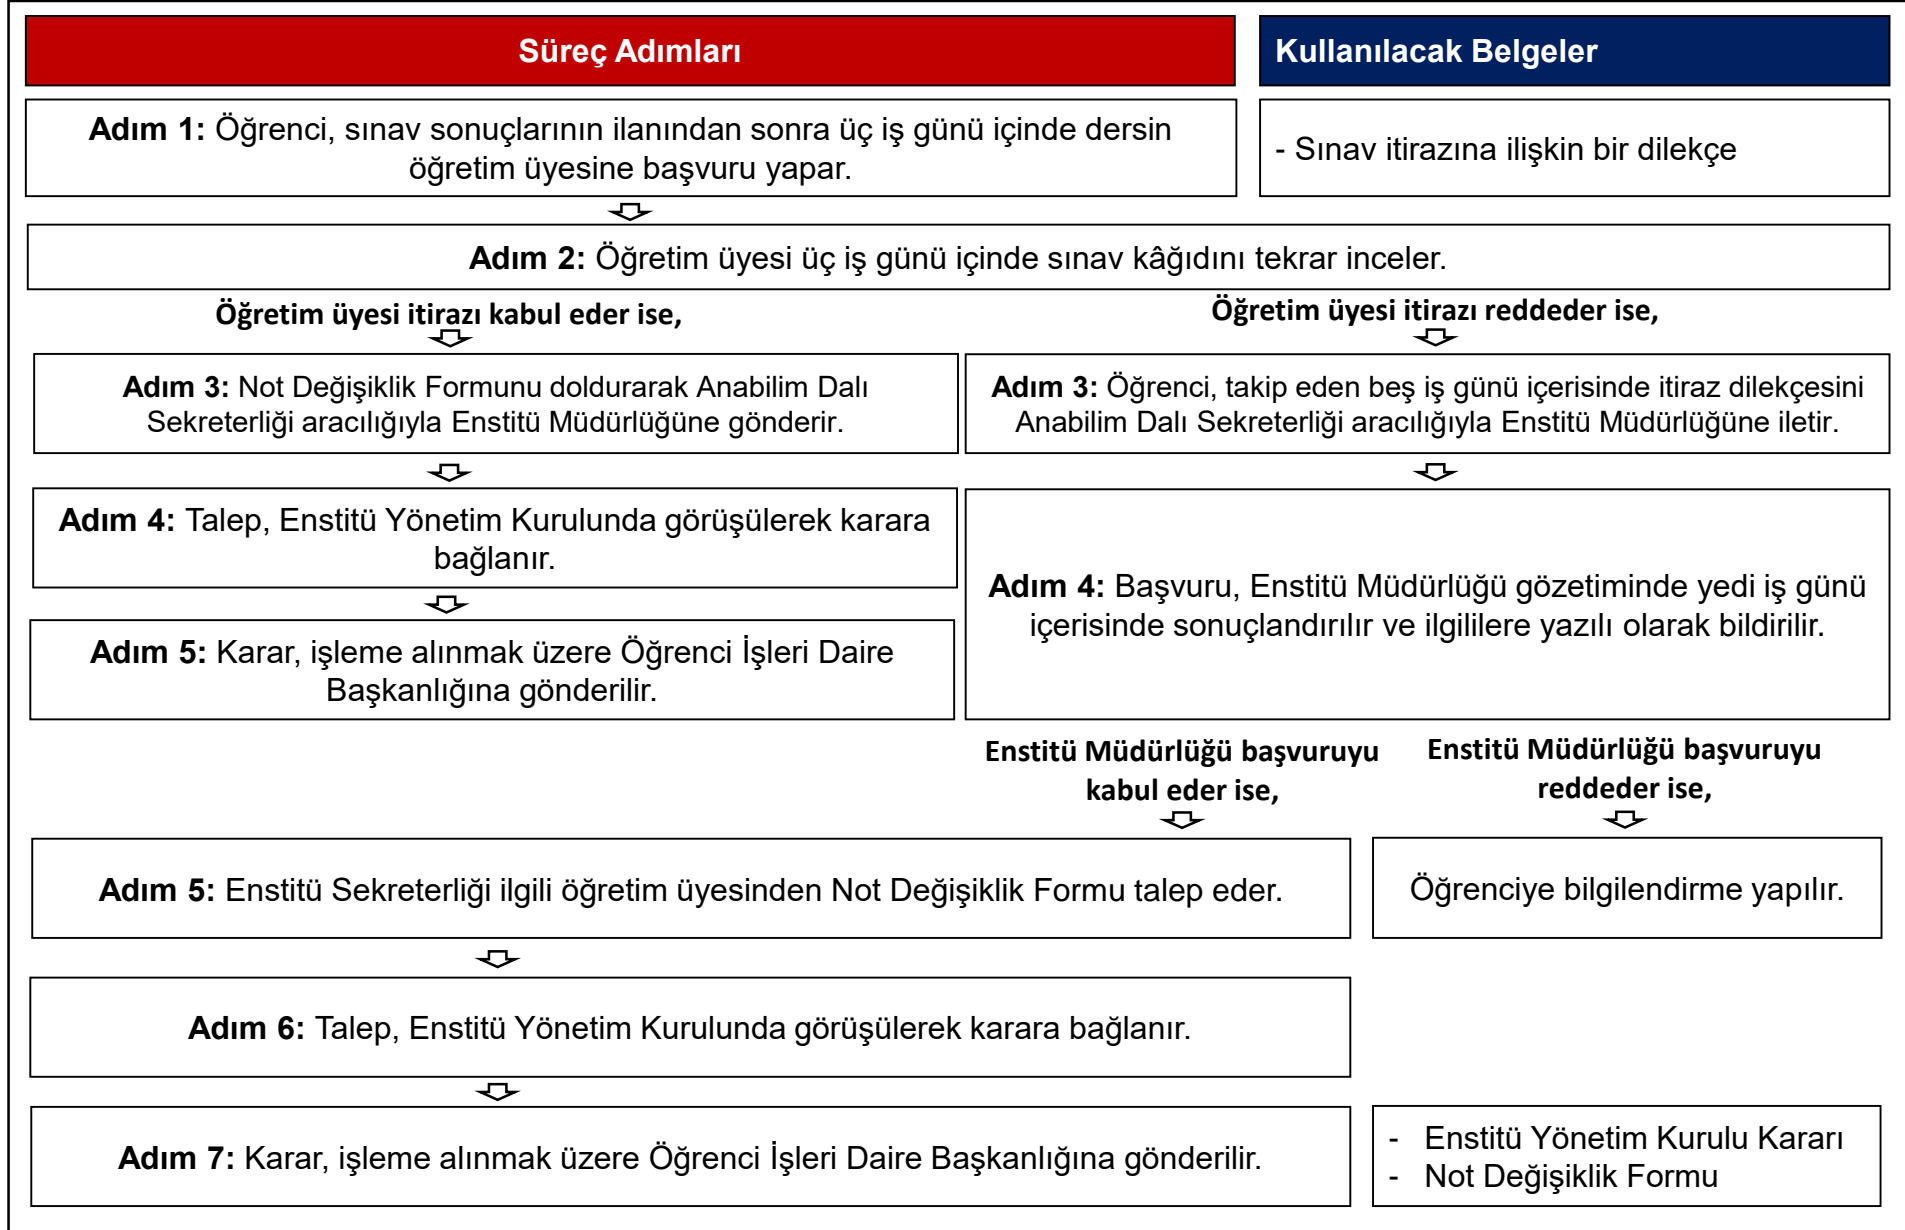 Süreç Adımları
Kullanılacak Belgeler
Adım 1: Öğrenci, sınav sonuçlarının ilanından sonra üç iş günü içinde dersin
öğretim üyesine başvuru yapar.
- Sınav itirazına ilişkin bir dilekçe
Adım 2: Öğretim üyesi üç iş günü içinde sınav kâğıdını tekrar inceler.
Öğretim üyesi itirazı kabul eder ise,
Öğretim üyesi itirazı reddeder ise,
Adım 3: Not Değişiklik Formunu doldurarak Anabilim Dalı
Sekreterliği aracılığıyla Enstitü Müdürlüğüne gönderir.
Adım 3: Öğrenci, takip eden beş iş günü içerisinde itiraz dilekçesini
Anabilim Dalı Sekreterliği aracılığıyla Enstitü Müdürlüğüne iletir.
Adım 4: Talep, Enstitü Yönetim Kurulunda görüşülerek karara
bağlanır.
Adım 5: Karar, işleme alınmak üzere Öğrenci İşleri Daire
Başkanlığına gönderilir.
Adım 4: Başvuru, Enstitü Müdürlüğü gözetiminde yedi iş günü
içerisinde sonuçlandırılır ve ilgililere yazılı olarak bildirilir.
Enstitü Müdürlüğü başvuruyu
kabul eder ise,
Enstitü Müdürlüğü başvuruyu
reddeder ise,
Adım 5: Enstitü Sekreterliği ilgili öğretim üyesinden Not Değişiklik Formu talep eder.
Öğrenciye bilgilendirme yapılır.
Adım 6: Talep, Enstitü Yönetim Kurulunda görüşülerek karara bağlanır.
Adım 7: Karar, işleme alınmak üzere Öğrenci İşleri Daire Başkanlığına gönderilir.
- Enstitü Yönetim Kurulu Kararı
- Not Değişiklik Formu